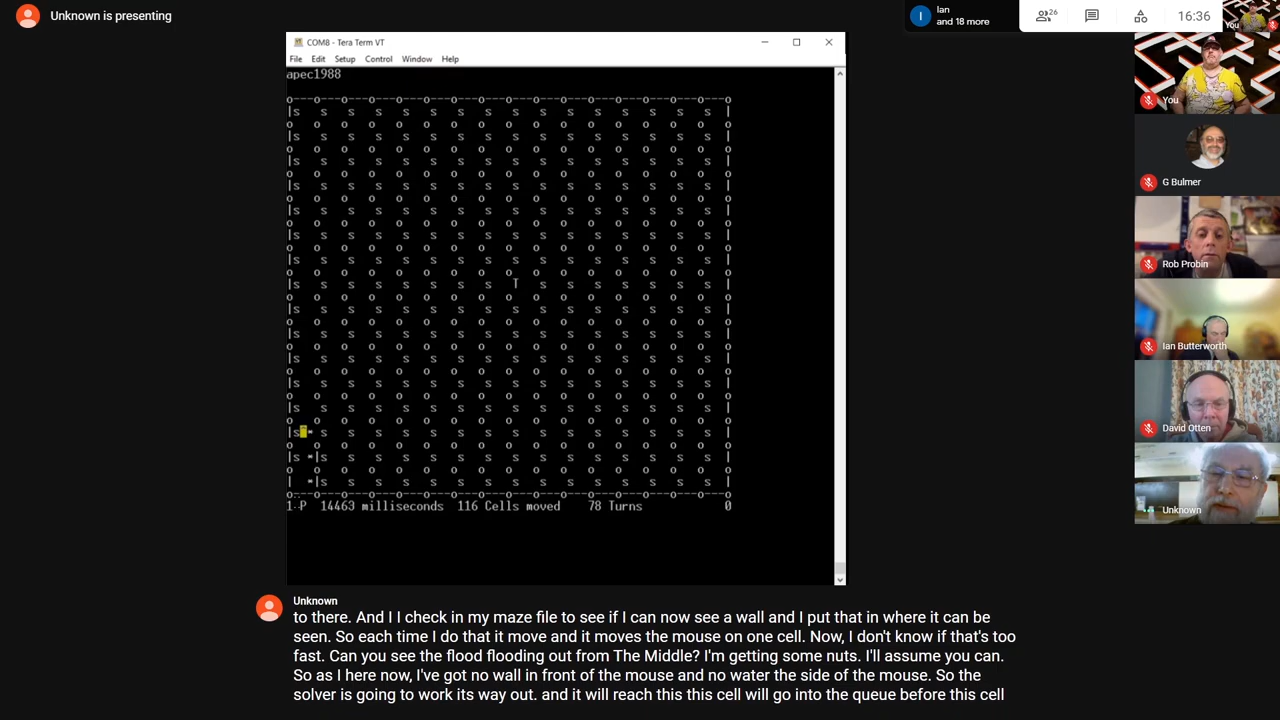 Unknown is presenting
I
Ian
and 18 more
26
16:36
You
COM8 - Tera Term VT
File Edit Setup Control Window Help
apec1988
o---o---o---o---o---o---o---o---o---o---o---o---o---o---o---o---o
|s s s s s s s s s s s s s s s s |
o o o o o o o o o o o o o o o o o
|s s s s s s s s s s s s s s s s |
o o o o o o o o o o o o o o o o o
|s s s s s s s s s s s s s s s s |
o o o o o o o o o o o o o o o o o
|s s s s s s s s s s s s s s s s |
o o o o o o o o o o o o o o o o o
|s s s s s s s s s s s s s s s s |
o o o o o o o o o o o o o o o o o
|s s s s s s s s s s s s s s s s |
o o o o o o o o o o o o o o o o o
|s s s s s s s s s s s s s s s s |
o o o o o o o o o o o o o o o o o
|s s s s s s s s s s s s s s s |
o o o o o o o o o o o o o o o o o
|s s s s s s s s s s s s s s s s |
o o o o o o o o o o o o o o o o o
|s s s s s s s s s s s s s s s s |
o o o o o o o o o o o o o o o o o
|s s s s s s s s s s s s s s s s |
o o o o o o o o o o o o o o o o o
|s s s s s s s s s s s s s s s s |
o o o o o o o o o o o o o o o o o
|s s s s s s s s s s s s s s s s |
o o o o o o o o o o o o o o o o o
|s * s s s s s s s s s s s s s s s |
o o o o o o o o o o o o o o o o o
|s *|s s s s s s s s s s s s s s s |
o o o o o o o o o o o o o o o o o
| *|s s s s s s s s s s s s s s s |
o---o---o---o---o---o---o---o---o---o---o---o---o---o---o---o---o
1-P 14463 milliseconds 116 Cells moved 78 Turns 0
You
G Bulmer
Rob Probin
Ian Butterworth
David Otten
Unknown
Unknown
to there. And I I check in my maze file to see if I can now see a wall and I put that in where it can be
seen. So each time I do that it move and it moves the mouse on one cell. Now, I don't know if that's too
fast. Can you see the flood flooding out from The Middle? I'm getting some nuts. I'll assume you can.
So as I here now, I've got no wall in front of the mouse and no water the side of the mouse. So the
solver is going to work its way out. and it will reach this this cell will go into the queue before this cell